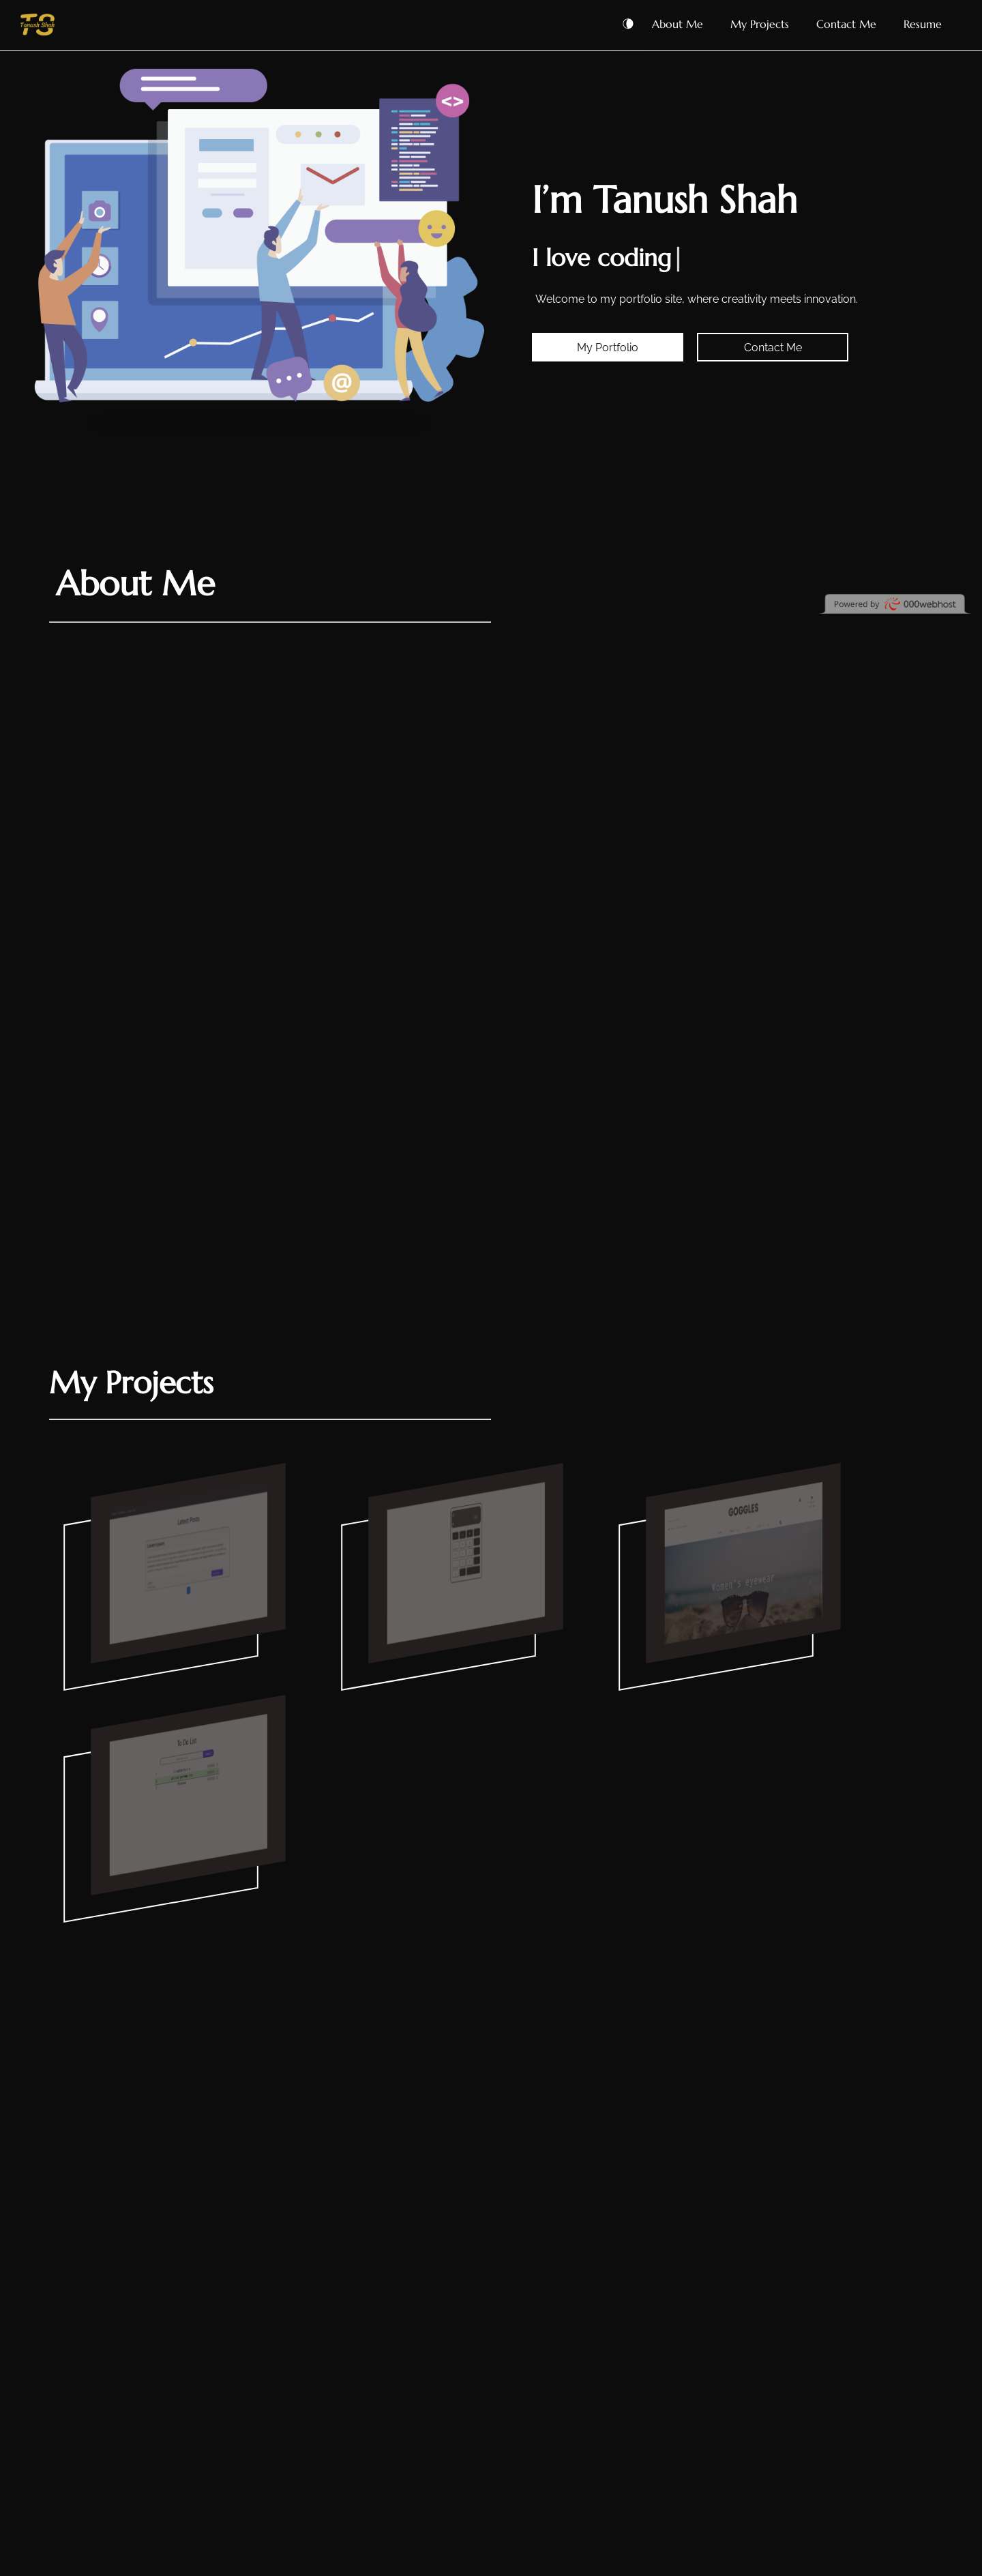 TS
Tanush Shah
About Me
My Projects
Contact Me
Resume
<>
I'm Tanush Shah
I love coding|
Welcome to my portfolio site, where creativity meets innovation.
My Portfolio
Contact Me
@
About Me
Powered by 000webhost
My Projects
Latest Posts
GOGGLES
Women's eyewear
To Do List